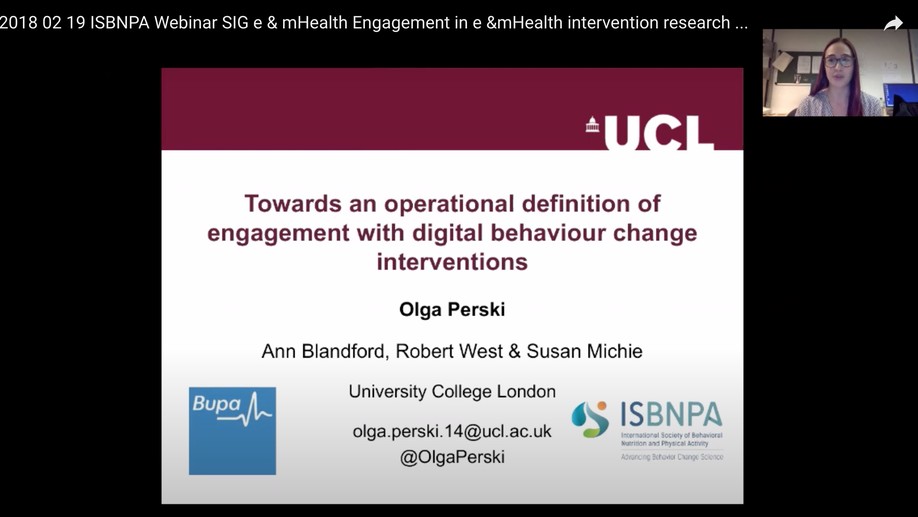 2018 02 19 ISBNPA Webinar SIG e & mHealth Engagement in e &mHealth intervention research ...
UCL
Towards an operational definition of
engagement with digital behaviour change
interventions
Olga Perski
Ann Blandford, Robert West & Susan Michie
University College London
Bupa
olga.perski.14@ucl.ac.uk
@OlgaPerski
ISBNPA
International Society of Behavioral
Nutrition and Physical Activity
Advancing Behavior Change Science